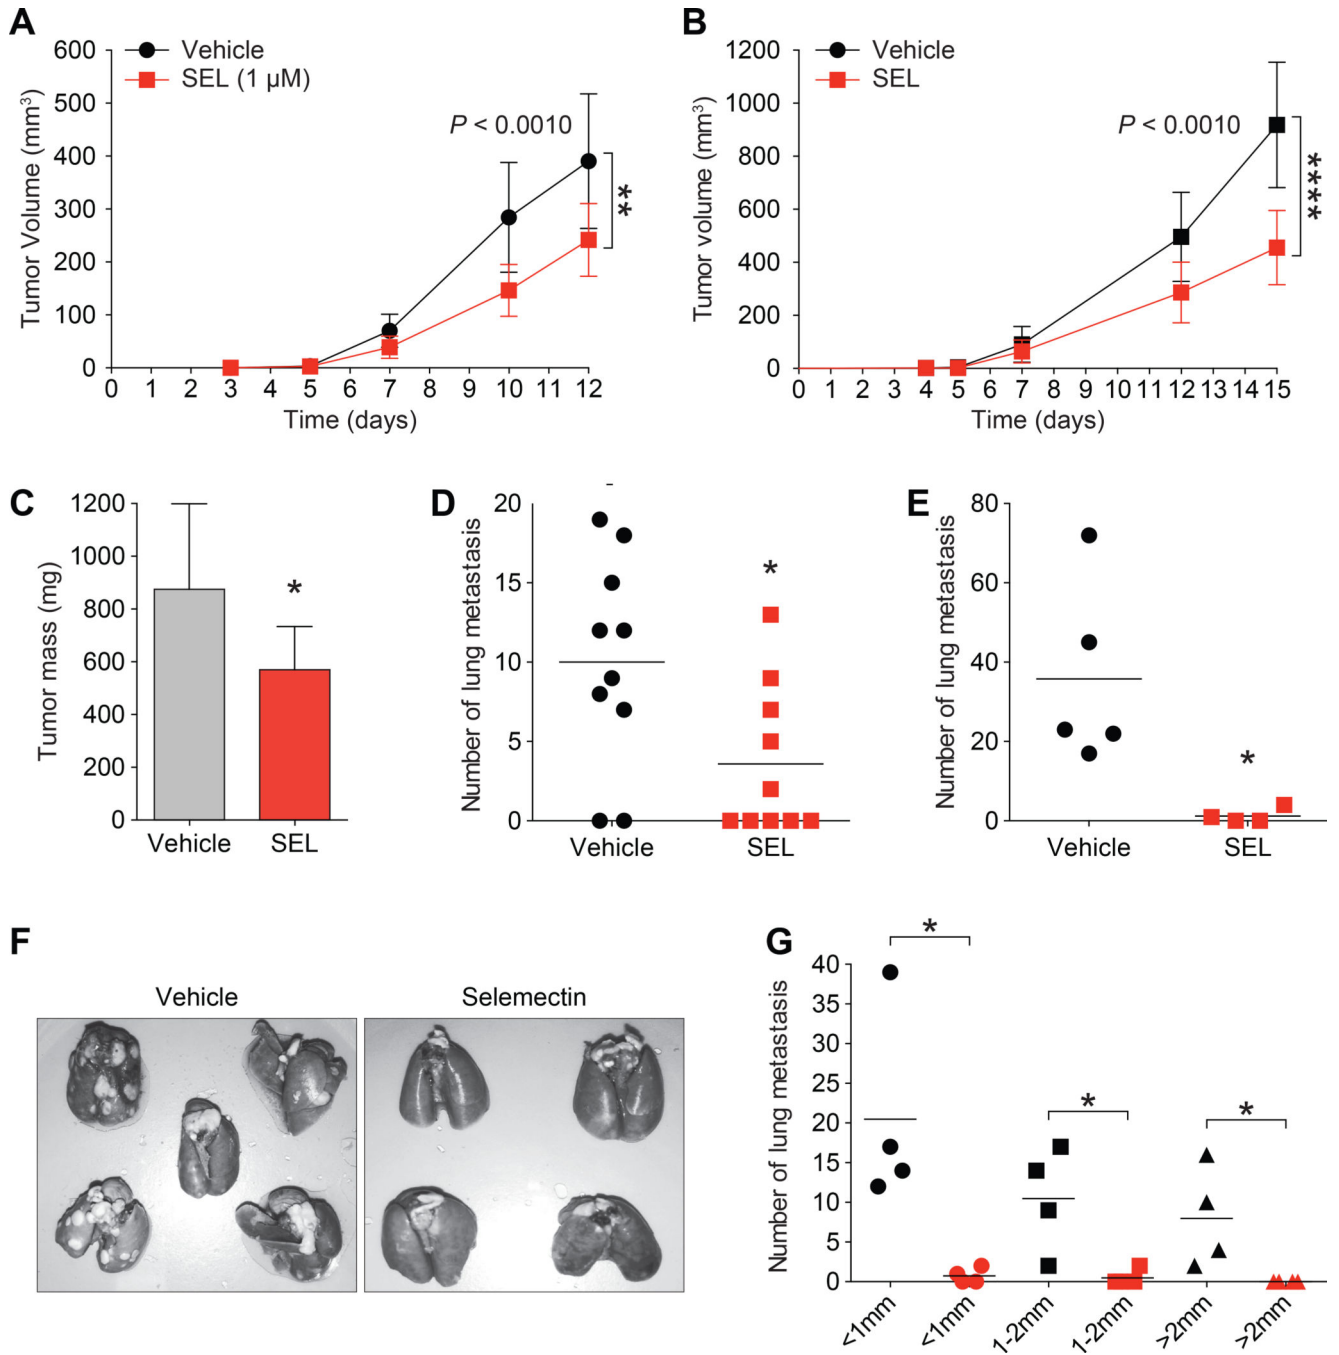 A
Vehicle
SEL (1 µM)
P < 0.0010
**
Tumor Volume (mm³)
600
500
400
300
200
100
0
0 1 2 3 4 5 6 7 8 9 10 11 12
Time (days)
B
Vehicle
SEL
P < 0.0010
****
Tumor volume (mm³)
1200
1000
800
600
400
200
0
0 1 2 3 4 5 6 7 8 9 10 11 12 13 14 15
Time (days)
C
Tumor mass (mg)
1200
1000
800
600
400
200
0
*
Vehicle SEL
D
Number of lung metastasis
20
15
10
5
0
*
Vehicle SEL
E
Number of lung metastasis
80
60
40
20
0
*
Vehicle SEL
F
Vehicle Selemectin
G
Number of lung metastasis
40
35
30
25
20
15
10
5
0
* * *
<1mm <1mm 1-2mm 1-2mm >2mm >2mm